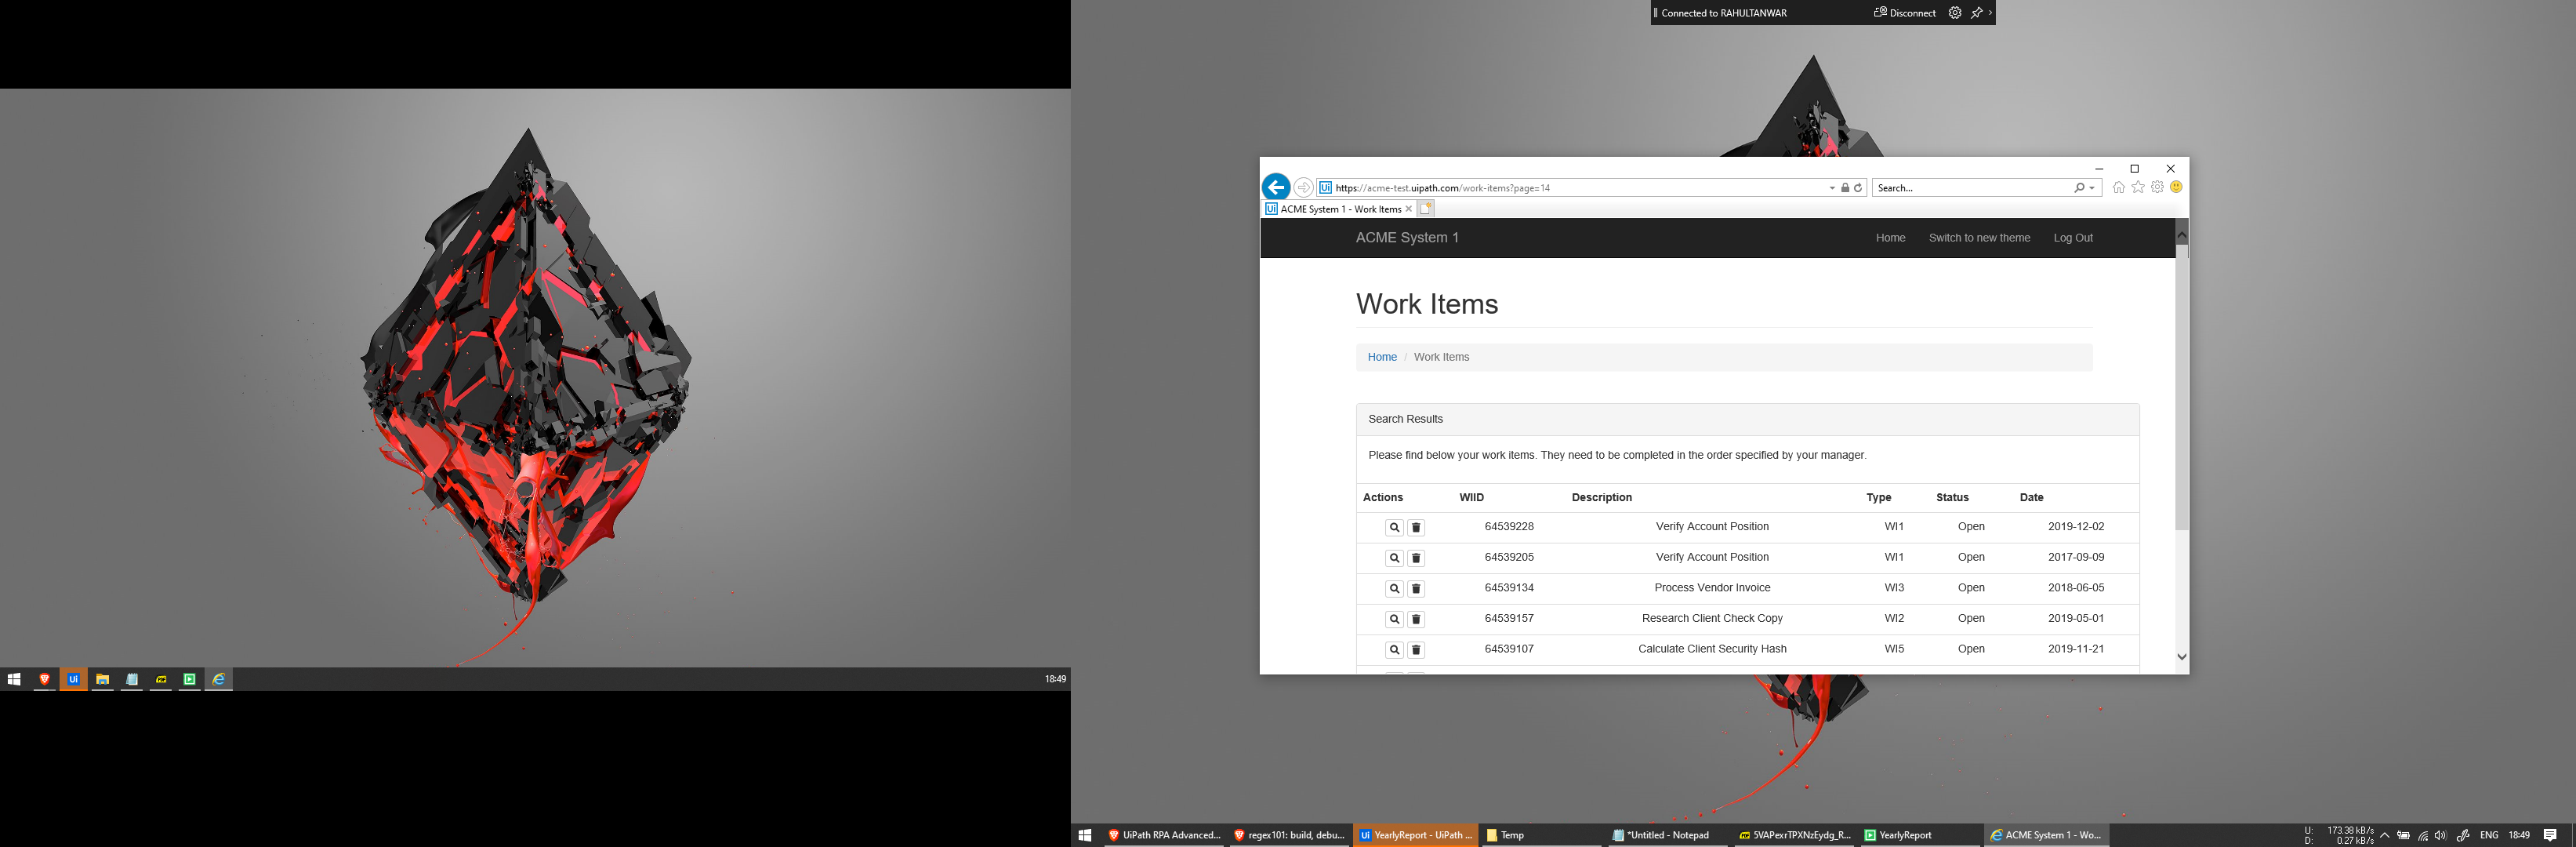 Ui
18:49
Connected to RAHULTANWAR
Disconnect
Ui https://acme-test.uipath.com/work-items?page=14
Search...
Ui ACME System 1 - Work Items
ACME System 1
Home Switch to new theme Log Out
Work Items
Home / Work Items
Search Results
Please find below your work items. They need to be completed in the order specified by your manager.
Actions WIID Description Type Status Date
64539228 Verify Account Position WI1 Open 2019-12-02
64539205 Verify Account Position WI1 Open 2017-09-09
64539134 Process Vendor Invoice WI3 Open 2018-06-05
64539157 Research Client Check Copy WI2 Open 2019-05-01
64539107 Calculate Client Security Hash WI5 Open 2019-11-21
UiPath RPA Advanced...
regex101: build, debu...
Ui YearlyReport - UiPath ...
Temp
*Untitled - Notepad
5VAPexrTPXNzEydg_R...
YearlyReport
ACME System 1 - Wo...
U: 173.38 kB/s
D: 0.27 kB/s
ENG
18:49